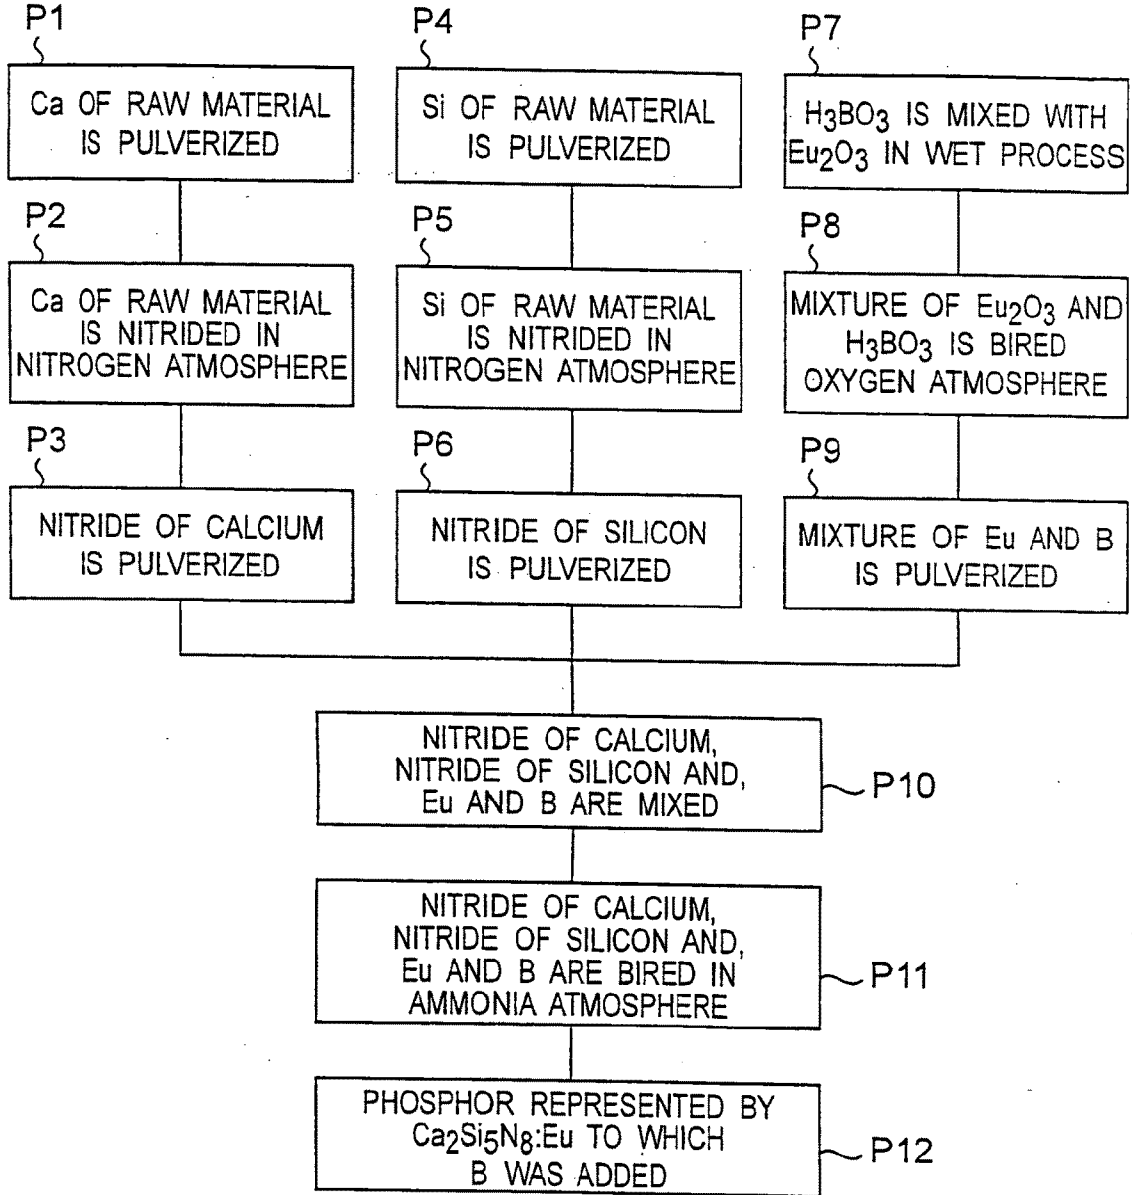 P1
Ca OF RAW MATERIAL
IS PULVERIZED
P2
Ca OF RAW MATERIAL
IS NITRIDED IN
NITROGEN ATMOSPHERE
P3
NITRIDE OF CALCIUM
IS PULVERIZED
P4
Si OF RAW MATERIAL
IS PULVERIZED
P5
Si OF RAW MATERIAL
IS NITRIDED IN
NITROGEN ATMOSPHERE
P6
NITRIDE OF SILICON
IS PULVERIZED
P7
H3BO3 IS MIXED WITH
Eu2O3 IN WET PROCESS
P8
MIXTURE OF Eu2O3 AND
H3BO3 IS BIRED
OXYGEN ATMOSPHERE
P9
MIXTURE OF Eu AND B
IS PULVERIZED
NITRIDE OF CALCIUM,
NITRIDE OF SILICON AND,
Eu AND B ARE MIXED
P10
NITRIDE OF CALCIUM,
NITRIDE OF SILICON AND,
Eu AND B ARE BIRED IN
AMMONIA ATMOSPHERE
P11
PHOSPHOR REPRESENTED BY
Ca2Si5N8:Eu TO WHICH
B WAS ADDED
P12